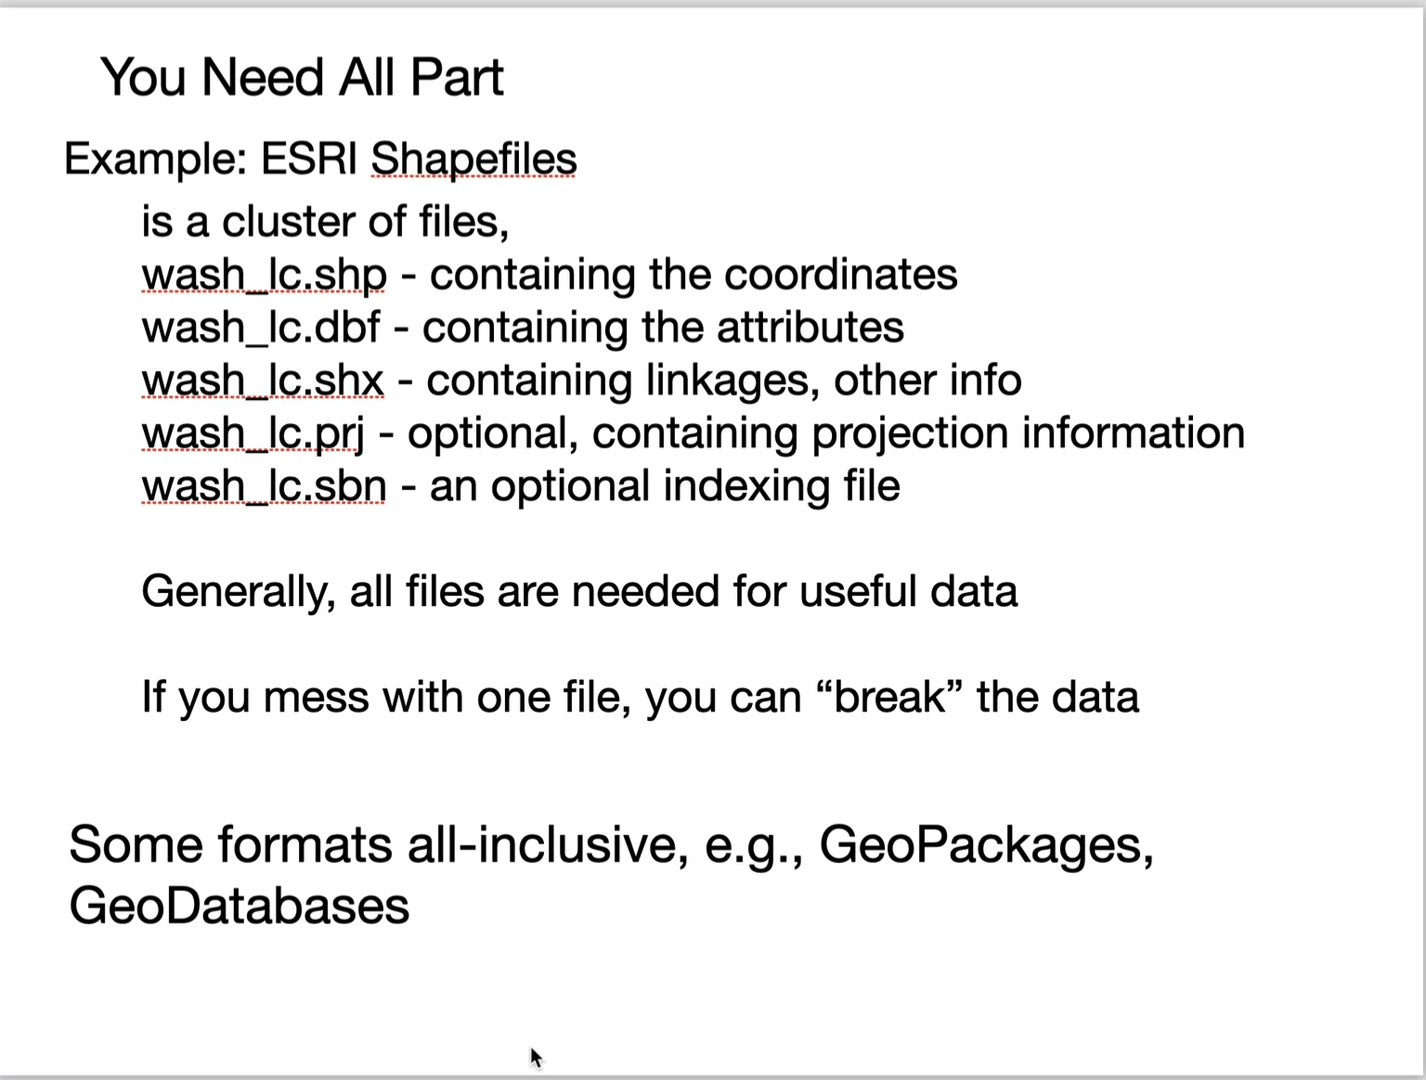 You Need All Part
Example: ESRI Shapefiles
is a cluster of files,
wash_lc.shp - containing the coordinates
wash_lc.dbf - containing the attributes
wash_lc.shx - containing linkages, other info
wash_lc.prj - optional, containing projection information
wash_lc.sbn - an optional indexing file
Generally, all files are needed for useful data
If you mess with one file, you can “break” the data
Some formats all-inclusive, e.g., GeoPackages,
GeoDatabases